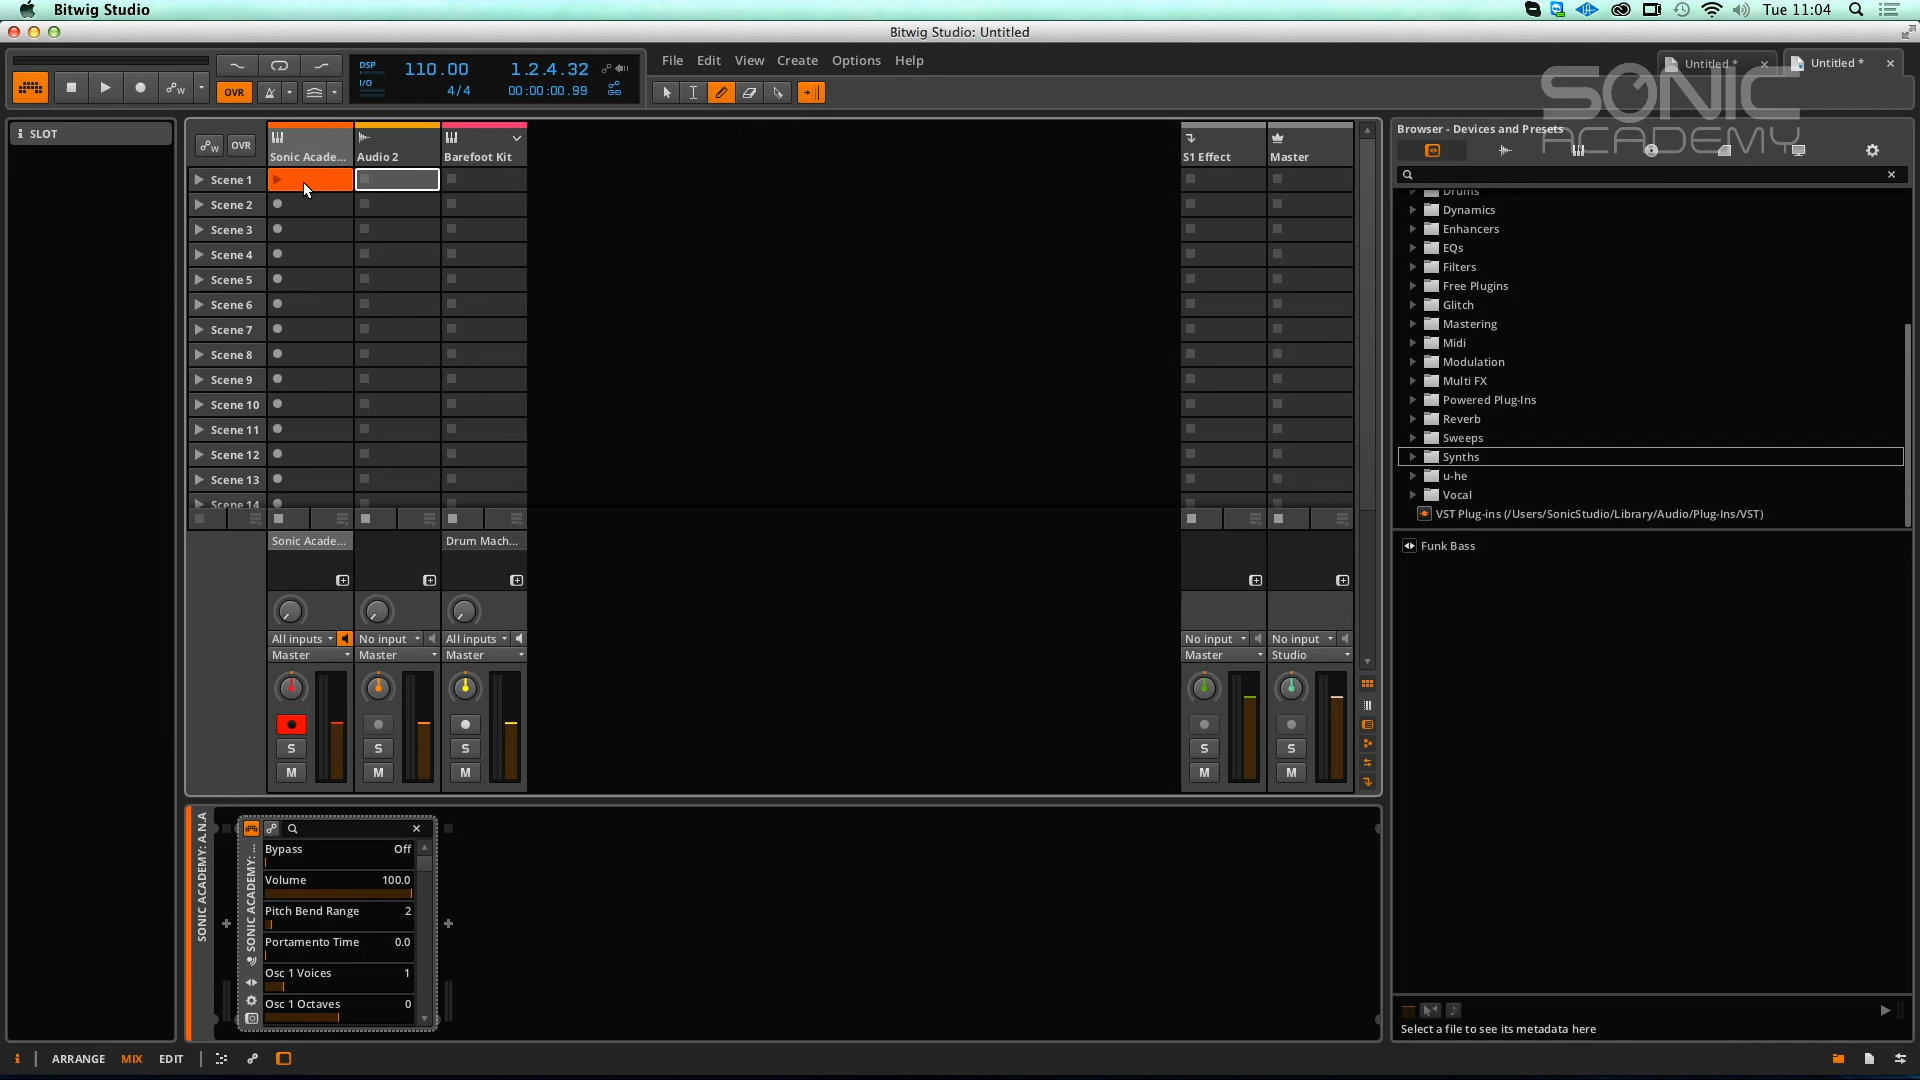 Bitwig Studio
Tue 11:04
Bitwig Studio: Untitled
OVR
DSP
I/O
110.00
4/4
1.2.4.32
00:00:00.99
File Edit View Create Options Help
Untitled *
Untitled *
SONIC
ACADEMY
SLOT
OVR
Sonic Acade...
Audio 2
Barefoot Kit
S1 Effect
Master
Scene 1
Scene 2
Scene 3
Scene 4
Scene 5
Scene 6
Scene 7
Scene 8
Scene 9
Scene 10
Scene 11
Scene 12
Scene 13
Scene 14
Sonic Acade...
Drum Mach...
All inputs
No input
All inputs
No input
No input
Master
Master
Master
Master
Studio
S
S
S
S
S
M
M
M
M
M
Browser - Devices and Presets
Drums
Dynamics
Enhancers
EQs
Filters
Free Plugins
Glitch
Mastering
Midi
Modulation
Multi FX
Powered Plug-Ins
Reverb
Sweeps
Synths
u-he
Vocal
VST Plug-ins (/Users/SonicStudio/Library/Audio/Plug-Ins/VST)
Funk Bass
Select a file to see its metadata here
SONIC ACADEMY: A.N.A
SONIC ACADEMY:
Bypass Off
Volume 100.0
Pitch Bend Range 2
Portamento Time 0.0
Osc 1 Voices 1
Osc 1 Octaves 0
ARRANGE MIX EDIT